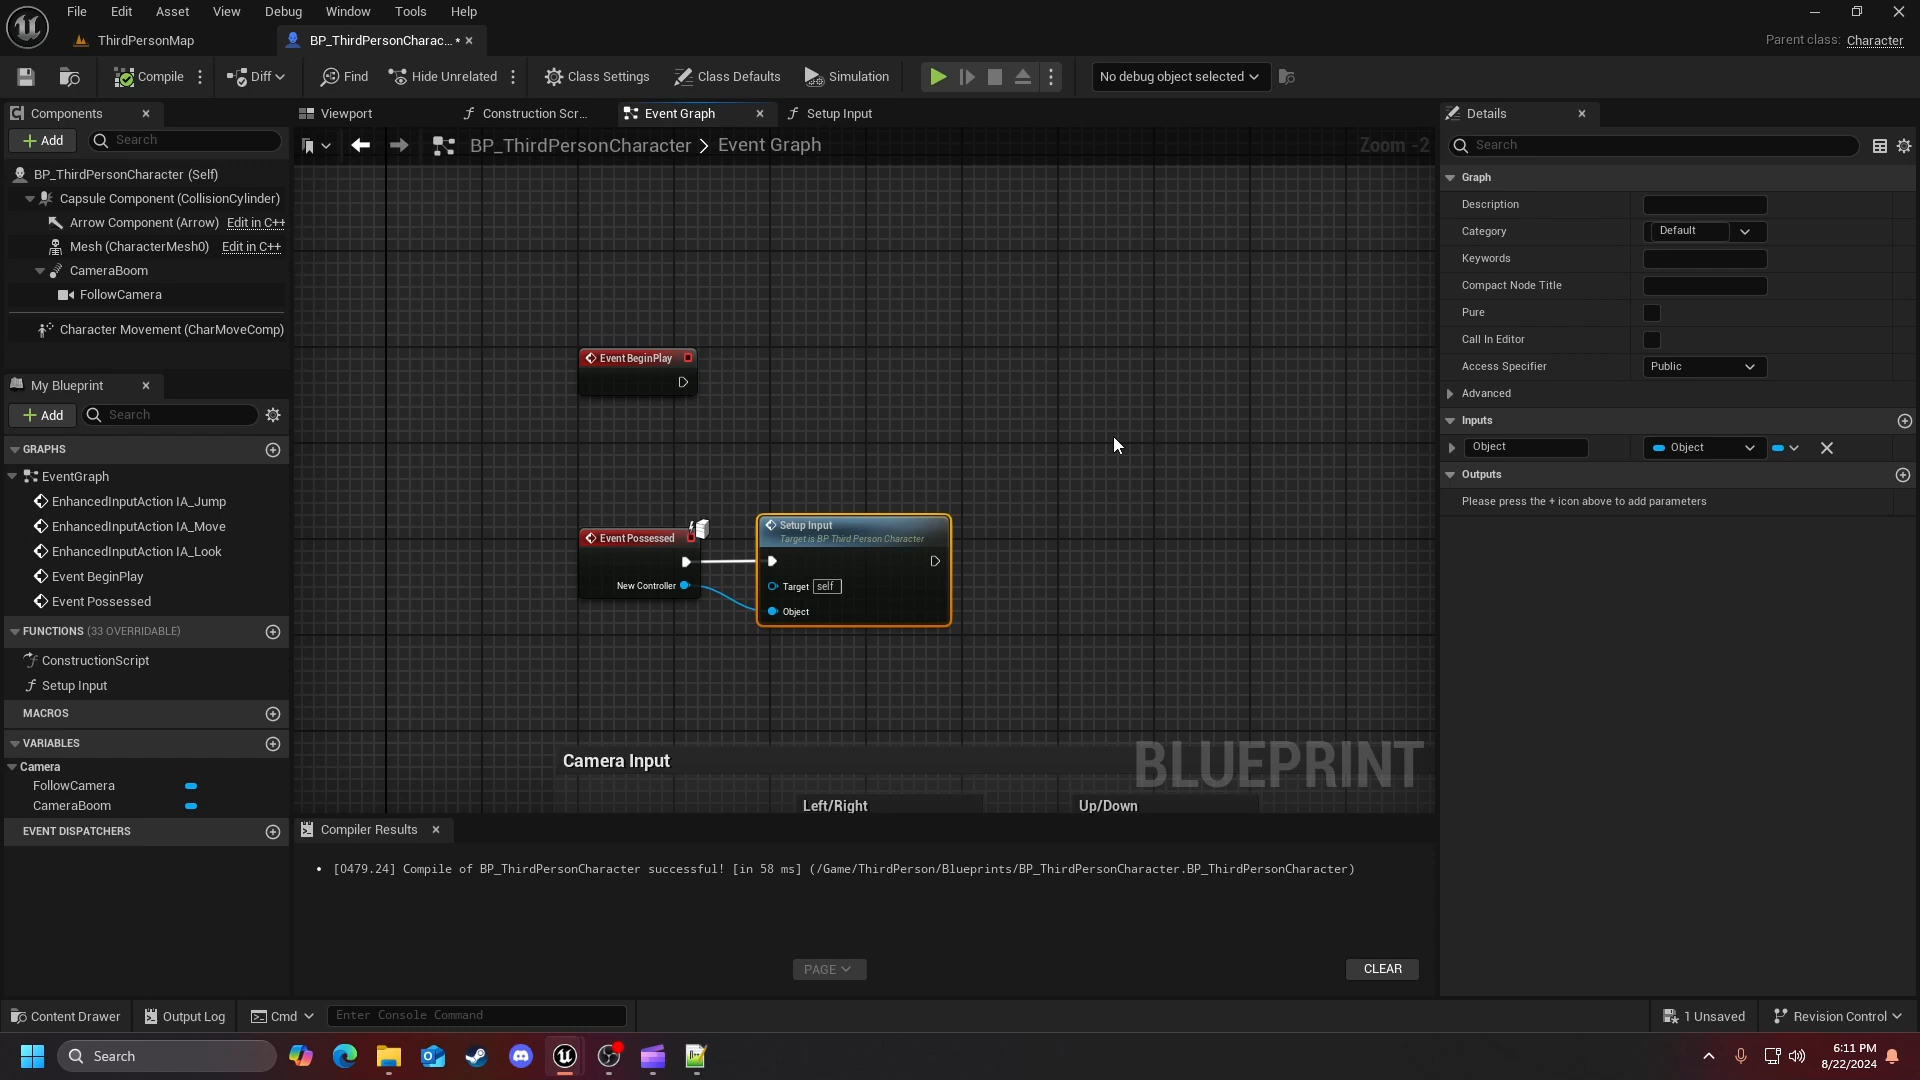 File Edit Asset View Debug Window Tools Help
ThirdPersonMap
BP_ThirdPersonCharac... •
Parent class: Character
Compile
Diff
Find
Hide Unrelated
Class Settings
Class Defaults
Simulation
No debug object selected
Components
Add
Search
BP_ThirdPersonCharacter (Self)
Capsule Component (CollisionCylinder)
Arrow Component (Arrow) Edit in C++
Mesh (CharacterMesh0) Edit in C++
CameraBoom
FollowCamera
Character Movement (CharMoveComp)
My Blueprint
Add
Search
GRAPHS
EventGraph
EnhancedInputAction IA_Jump
EnhancedInputAction IA_Move
EnhancedInputAction IA_Look
Event BeginPlay
Event Possessed
FUNCTIONS (33 OVERRIDABLE)
ConstructionScript
Setup Input
MACROS
VARIABLES
Camera
FollowCamera
CameraBoom
EVENT DISPATCHERS
Viewport
Construction Scr...
Event Graph
Setup Input
BP_ThirdPersonCharacter > Event Graph
Zoom -2
Event BeginPlay
Event Possessed
New Controller
Setup Input
Target is BP Third Person Character
Target self
Object
Camera Input
Left/Right
Up/Down
BLUEPRINT
Compiler Results
[0479.24] Compile of BP_ThirdPersonCharacter successful! [in 58 ms] (/Game/ThirdPerson/Blueprints/BP_ThirdPersonCharacter.BP_ThirdPersonCharacter)
PAGE
CLEAR
Details
Search
Graph
Description
Category Default
Keywords
Compact Node Title
Pure
Call In Editor
Access Specifier Public
Advanced
Inputs
Object Object
Outputs
Please press the + icon above to add parameters
Content Drawer
Output Log
Cmd
Enter Console Command
1 Unsaved
Revision Control
Search
6:11 PM
8/22/2024